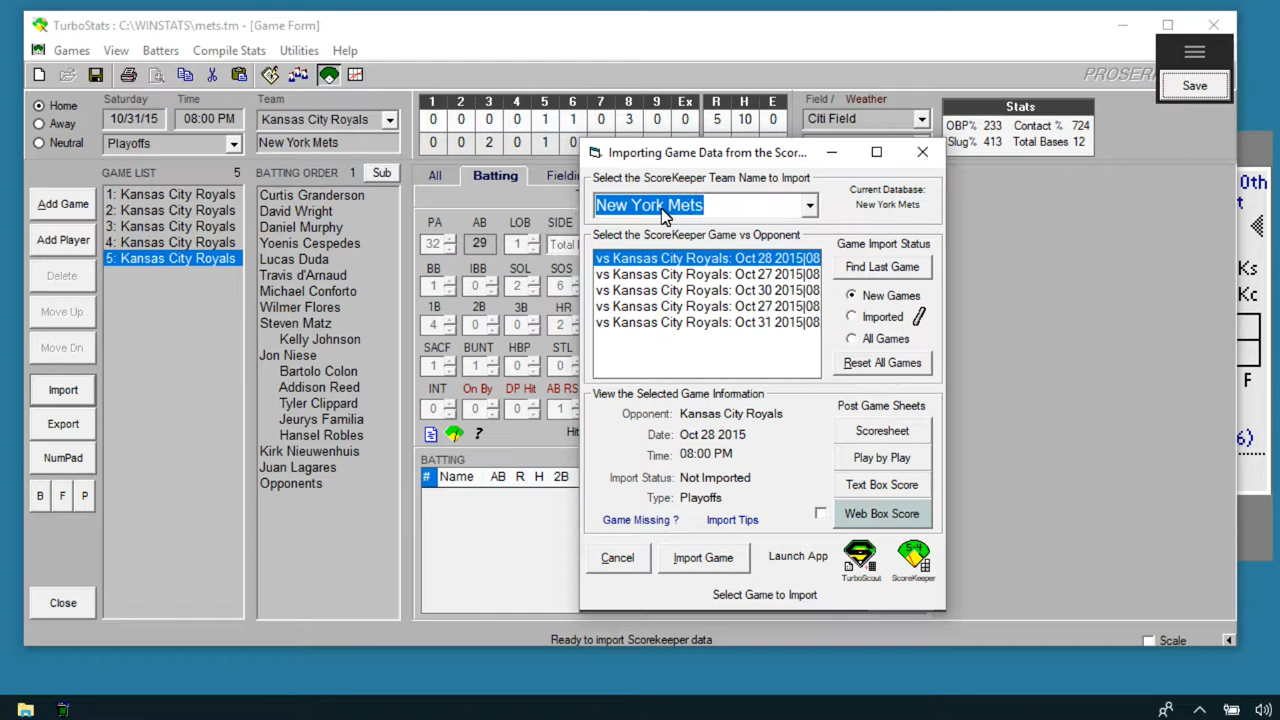 TurboStats : C:\WINSTATS\mets.tm - [Game Form]
Games View Batters Compile Stats Utilities Help
Save
Home
Away
Neutral
Saturday Time Team
10/31/15 08:00 PM Kansas City Royals
Playoffs New York Mets
1 2 3 4 5 6 7 8 9 Ex R H E
0 0 0 0 1 1 0 3 0 0 5 10 0
0 0 2 0 1
Field / Weather
Citi Field
Stats
OBP% 233 Contact % 724
Slug% 413 Total Bases 12
GAME LIST 5
1: Kansas City Royals
2: Kansas City Royals
3: Kansas City Royals
4: Kansas City Royals
5: Kansas City Royals
BATTING ORDER 1 Sub
Curtis Granderson
David Wright
Daniel Murphy
Yoenis Cespedes
Lucas Duda
Travis d'Arnaud
Michael Conforto
Wilmer Flores
Steven Matz
Kelly Johnson
Jon Niese
Bartolo Colon
Addison Reed
Tyler Clippard
Jeurys Familia
Hansel Robles
Kirk Nieuwenhuis
Juan Lagares
Opponents
Add Game
Add Player
Delete
Move Up
Move Dn
Import
Export
NumPad
B F P
Close
All Batting Fielding
PA AB LOB SIDE
32 29 1 Total
BB IBB SOL SOS
1 0 2 6
1B 2B 3B HR
4 0 0 2
SACF BUNT HBP STL
1 1 0
INT On By DP Hit AB RS
0 0 0 1
?
BATTING
# Name AB R H 2B
Importing Game Data from the Scor...
Select the ScoreKeeper Team Name to Import
New York Mets
Current Database:
New York Mets
Select the ScoreKeeper Game vs Opponent
vs Kansas City Royals: Oct 28 2015|08
vs Kansas City Royals: Oct 27 2015|08
vs Kansas City Royals: Oct 30 2015|08
vs Kansas City Royals: Oct 27 2015|08
vs Kansas City Royals: Oct 31 2015|08
Game Import Status
Find Last Game
New Games
Imported
All Games
Reset All Games
View the Selected Game Information
Opponent: Kansas City Royals
Date: Oct 28 2015
Time: 08:00 PM
Import Status: Not Imported
Type: Playoffs
Game Missing ? Import Tips
Post Game Sheets
Scoresheet
Play by Play
Text Box Score
Web Box Score
Cancel Import Game Launch App
TurboScout ScoreKeeper
Select Game to Import
Ready to import Scorekeeper data
Scale
0th
t
Ks
Kc
F
6)